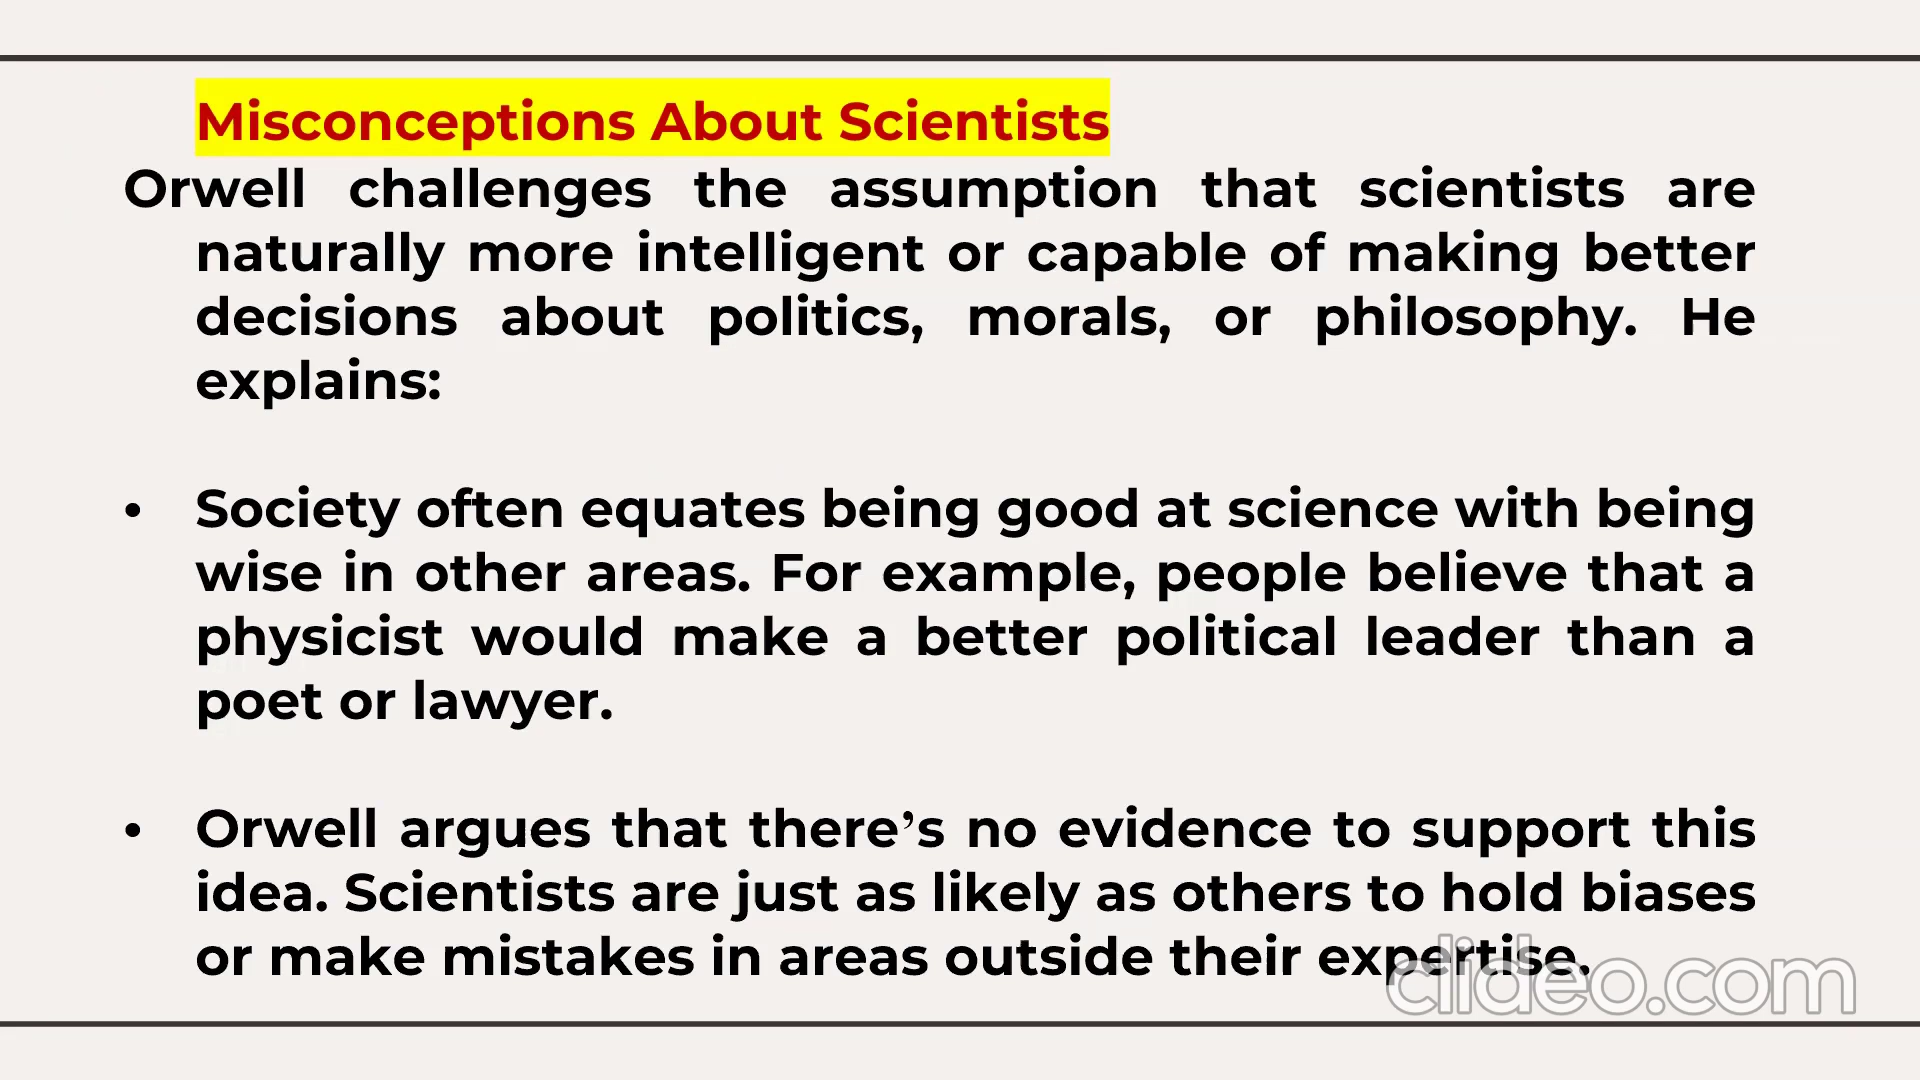 Misconceptions About Scientists
Orwell challenges the assumption that scientists are
naturally more intelligent or capable of making better
decisions about politics, morals, or philosophy. He
explains:
• Society often equates being good at science with being
wise in other areas. For example, people believe that a
physicist would make a better political leader than a
poet or lawyer.
• Orwell argues that there’s no evidence to support this
idea. Scientists are just as likely as others to hold biases
or make mistakes in areas outside their expertise.
clideo.com